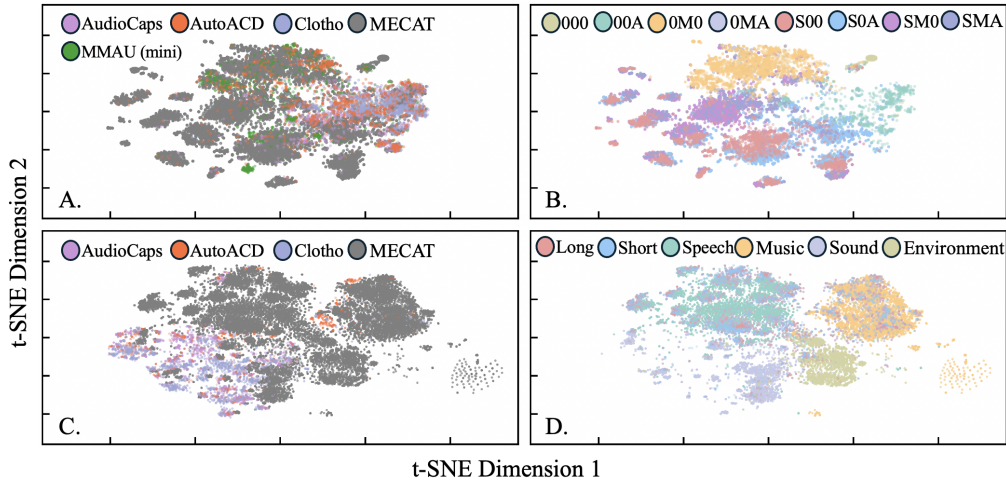 AudioCaps AutoACD Clotho MECAT
MMAU (mini)
A.
000 00A 0M0 0MA S00 S0A SM0 SMA
B.
AudioCaps AutoACD Clotho MECAT
C.
Long Short Speech Music Sound Environment
D.
t-SNE Dimension 2
t-SNE Dimension 1